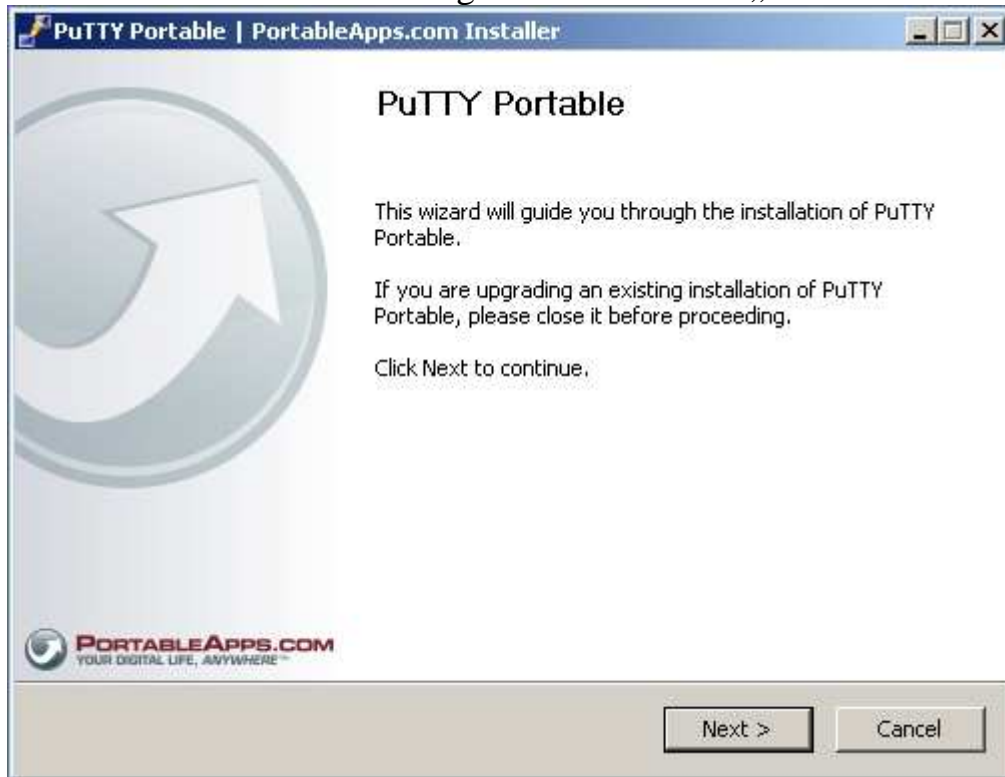 PuTTY Portable | PortableApps.com Installer
PuTTY Portable
This wizard will guide you through the installation of PuTTY
Portable.
If you are upgrading an existing installation of PuTTY
Portable, please close it before proceeding.
Click Next to continue.
PORTABLEAPPS.COM
YOUR DIGITAL LIFE, ANYWHERE™
Next >
Cancel